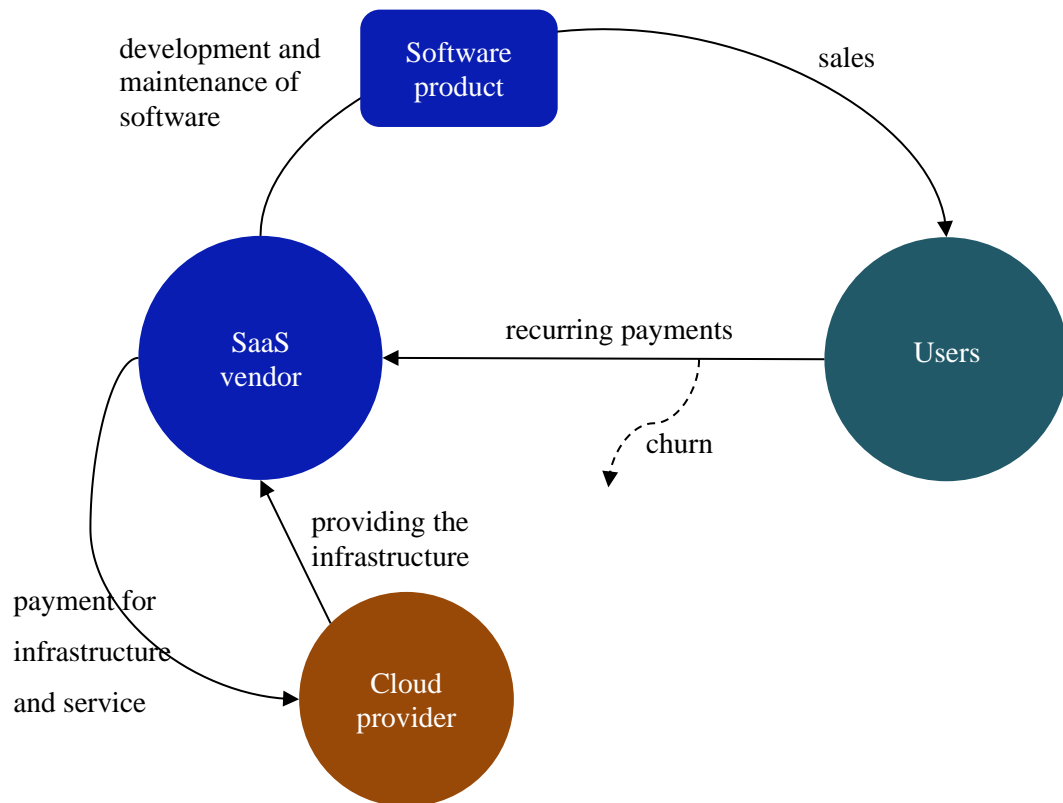 development and
maintenance of
software
Software
product
sales
SaaS
vendor
recurring payments
Users
churn
providing the
infrastructure
payment for
infrastructure
and service
Cloud
provider